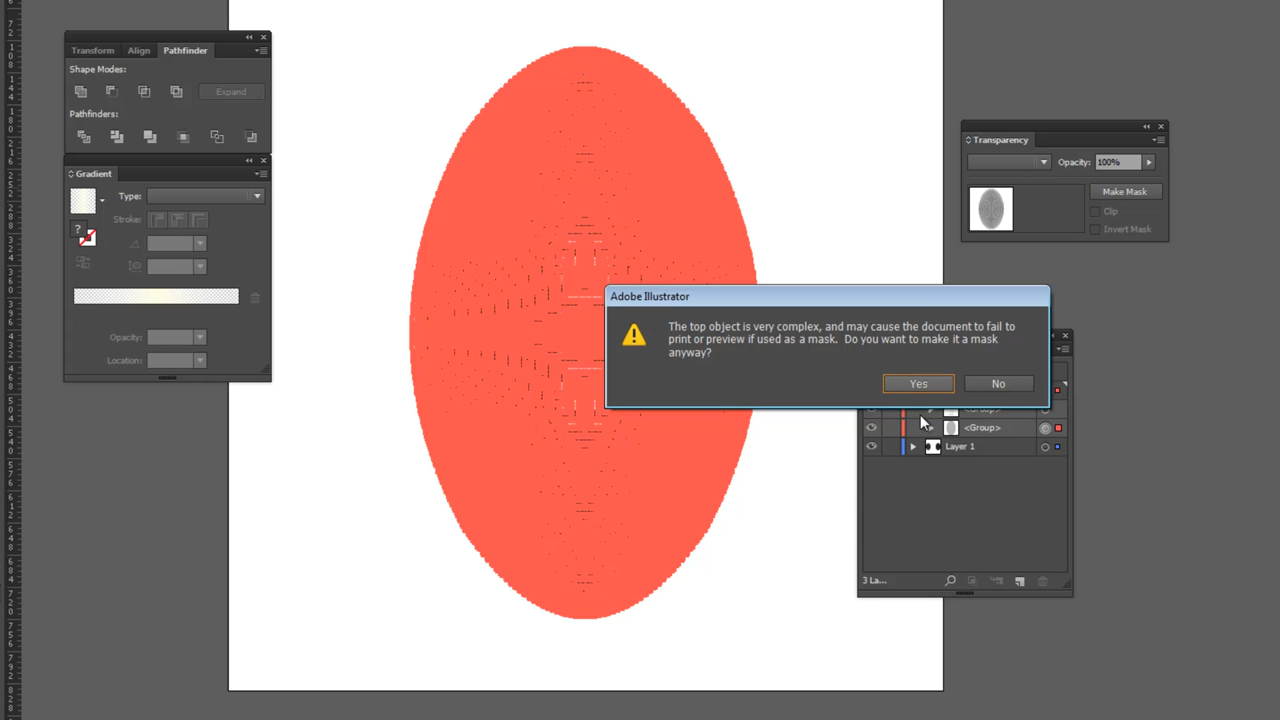 Transform Align Pathfinder
Shape Modes:
Expand
Pathfinders:
Gradient
Type:
Stroke:
?
Opacity:
Location:
Transparency
Opacity: 100%
Make Mask
Clip
Invert Mask
Adobe Illustrator
The top object is very complex, and may cause the document to fail to
print or preview if used as a mask. Do you want to make it a mask
anyway?
Yes No
<Group>
<Group>
Layer 1
3 La...